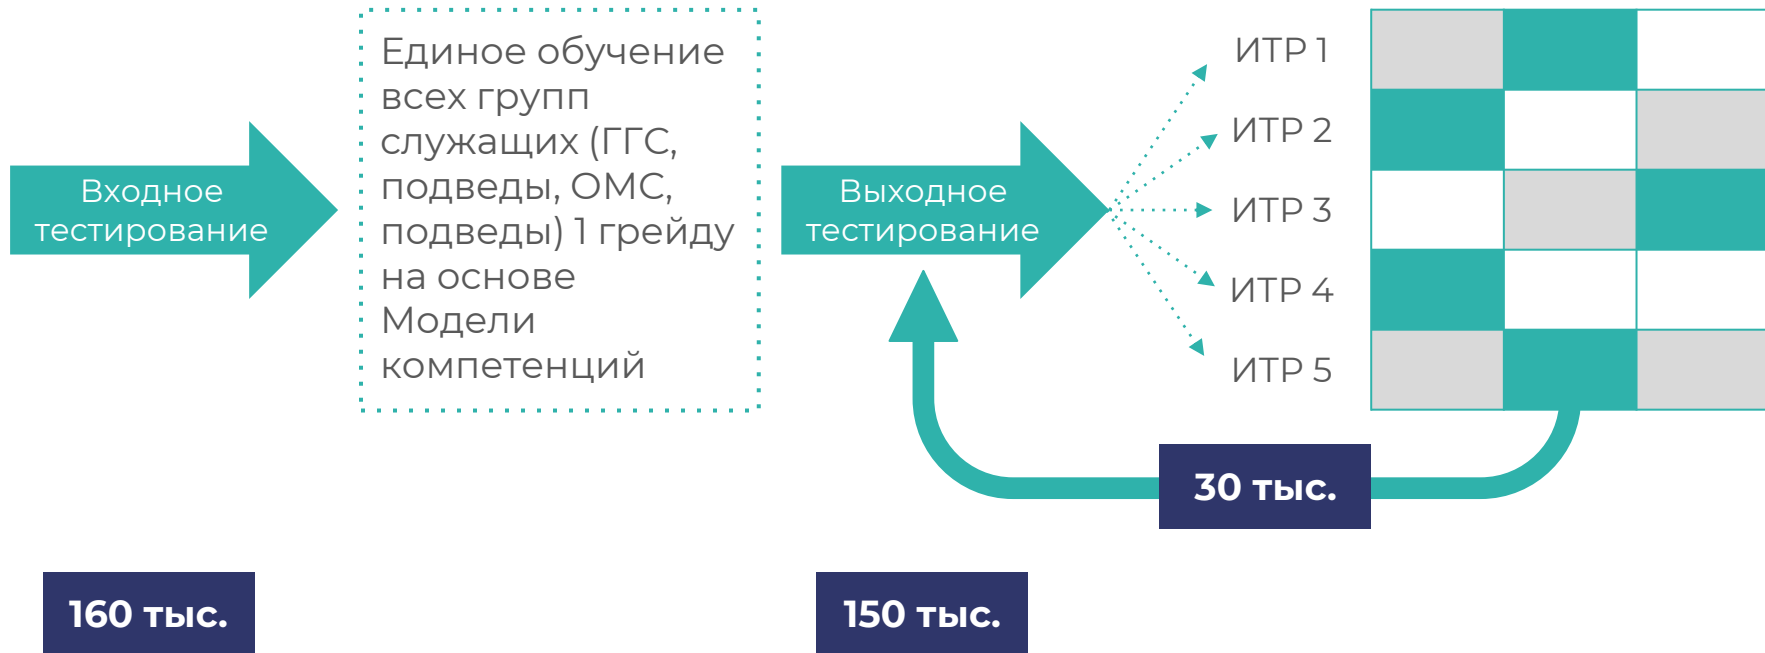 Входное
тестирование
Единое обучение
всех групп
служащих (ГГС,
подведы, ОМС,
подведы) 1 грейду
на основе
Модели
компетенций
Выходное
тестирование
ИТР 1
ИТР 2
ИТР 3
ИТР 4
ИТР 5
30 тыс.
160 тыс.
150 тыс.